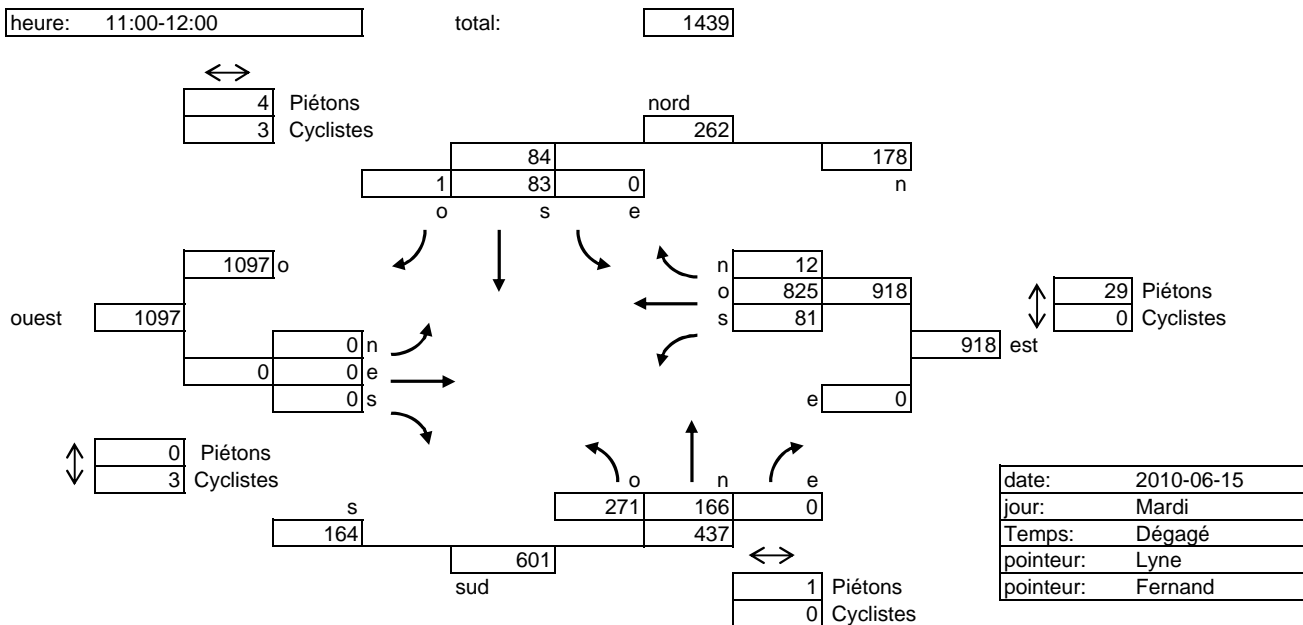 heure: 11:00-12:00 total: 1439
4 Piétons
nord
3 Cyclistes
262
84 178
1 83 0 n
o s e
1097 o n 12
o 825 918 29 Piétons
ouest 1097 s 81 0 Cyclistes
0 n 918 est
0 0 e
0 s e 0
0 Piétons
3 Cyclistes
o n e date: 2010-06-15
s 271 166 0 jour: Mardi
164 437 Temps: Dégagé
601 pointeur: Lyne
sud 1 Piétons pointeur: Fernand
0 Cyclistes